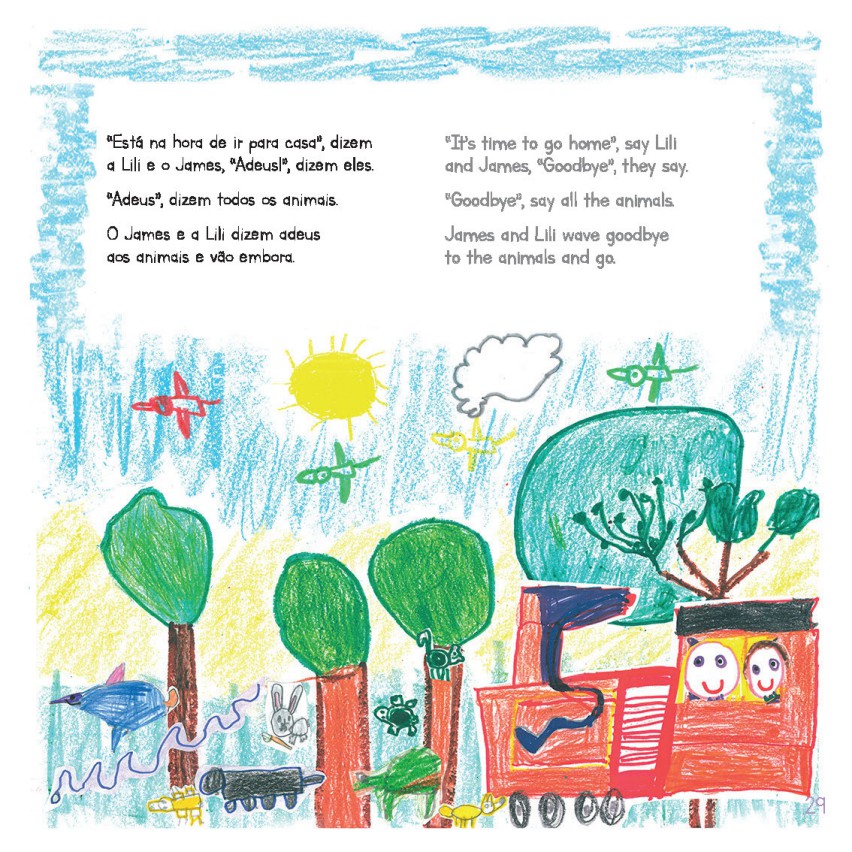 "Está na hora de ir para casa", dizem
a Lili e o James, "Adeus!", dizem eles.
"Adeus", dizem todos os animais.
O James e a Lili dizem adeus
aos animais e vão embora.
"It's time to go home", say Lili
and James, "Goodbye", they say.
"Goodbye", say all the animals.
James and Lili wave goodbye
to the animals and go.
29